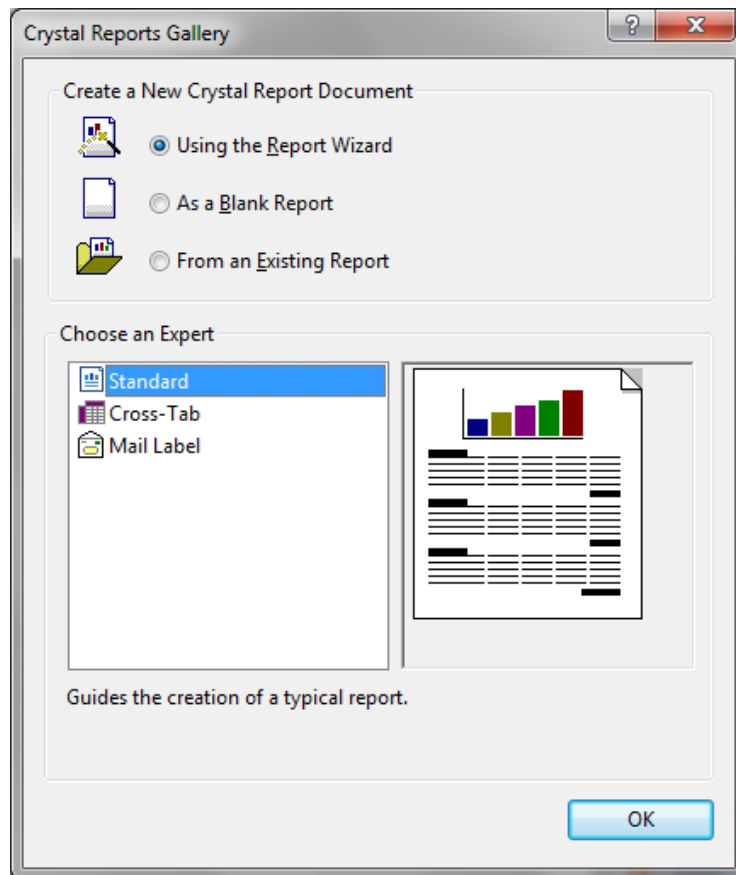 Crystal Reports Gallery
Create a New Crystal Report Document
Using the Report Wizard
As a Blank Report
From an Existing Report
Choose an Expert
Standard
Cross-Tab
Mail Label
Guides the creation of a typical report.
OK